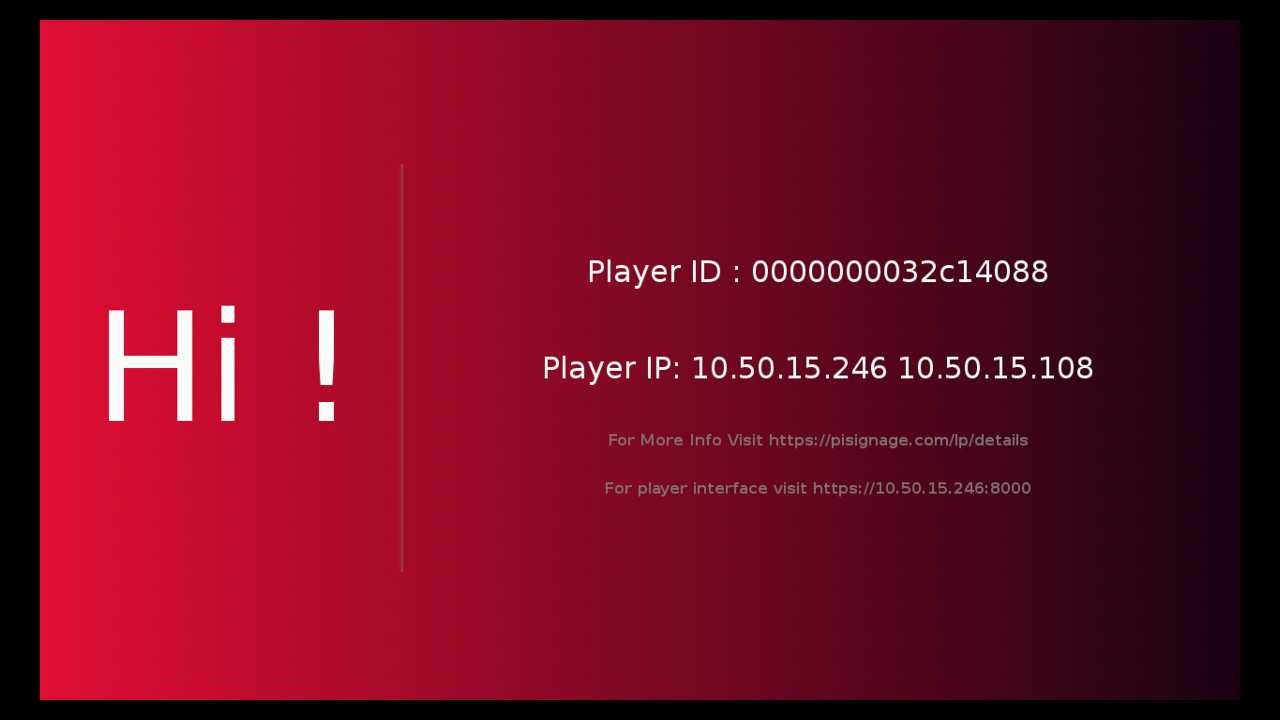 Hi !
Player ID : 0000000032c14088
Player IP: 10.50.15.246 10.50.15.108
For More Info Visit https://pisignage.com/lp/details
For player interface visit https://10.50.15.246:8000